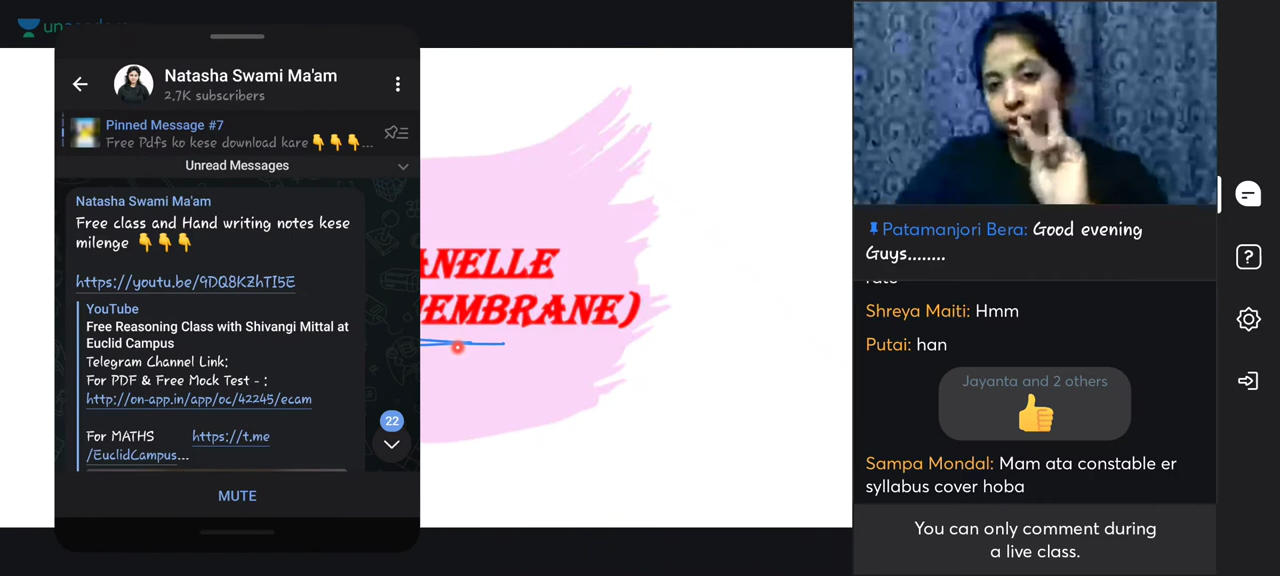 Natasha Swami Ma'am
2.7K subscribers
Pinned Message #7
Free Pdfs ko kese download kare👇👇👇...
Unread Messages
Natasha Swami Ma'am
Free class and Hand writing notes kese
milenge 👇👇👇
https://youtu.be/9DQ8KZhTI5E
YouTube
Free Reasoning Class with Shivangi Mittal at
Euclid Campus
Telegram Channel Link:
For PDF & Free Mock Test - :
http://on-app.in/app/oc/42245/ecam
For MATHS https://t.me
/EuclidCampus...
22
MUTE
ANELLE
EMBRANE)
Patamanjori Bera: Good evening
Guys........
Shreya Maiti: Hmm
Putai: han
Jayanta and 2 others
👍
Sampa Mondal: Mam ata constable er
syllabus cover hoba
You can only comment during
a live class.